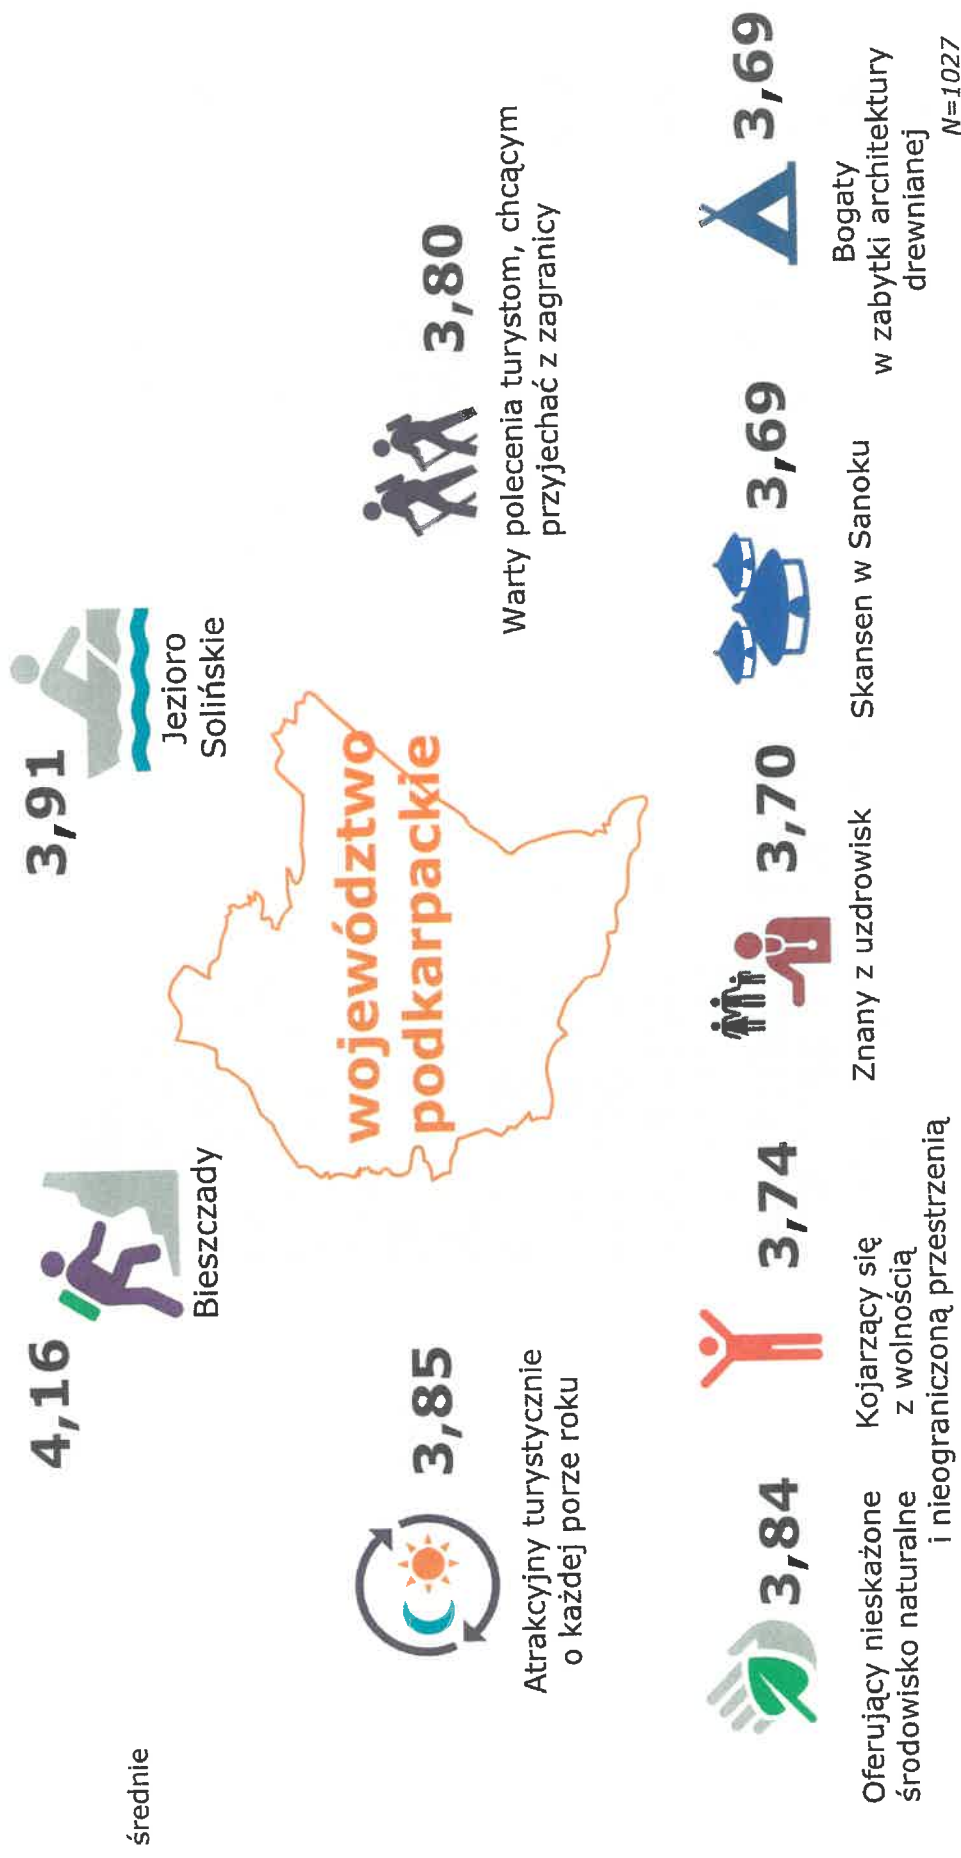 średnie
4,16
Bieszczady
3,91
Jezioro
Solińskie
województwo
podkarpackie
3,85
Atrakcyjny turystycznie
o każdej porze roku
3,80
Warty polecenia turystom, chcącym
przyjechać z zagranicy
3,84
Oferujący nieskażone
środowisko naturalne
3,74
Kojarzący się
z wolnością
i nieograniczoną przestrzenią
3,70
Znany z uzdrowisk
3,69
Skansen w Sanoku
3,69
Bogaty
w zabytki architektury
drewnianej
N=1027